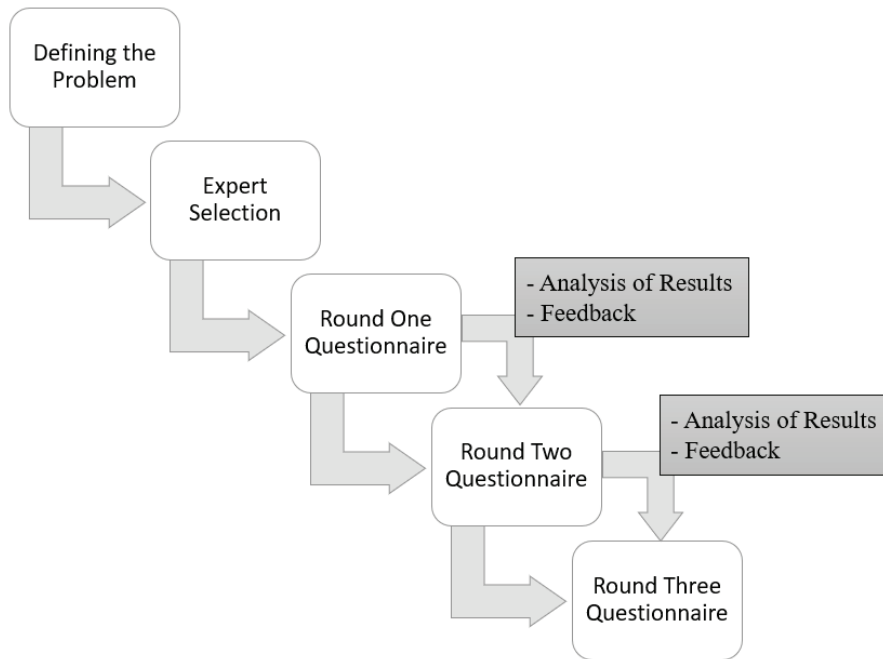 Defining the
Problem
Expert
Selection
- Analysis of Results
- Feedback
Round One
Questionnaire
- Analysis of Results
- Feedback
Round Two
Questionnaire
Round Three
Questionnaire